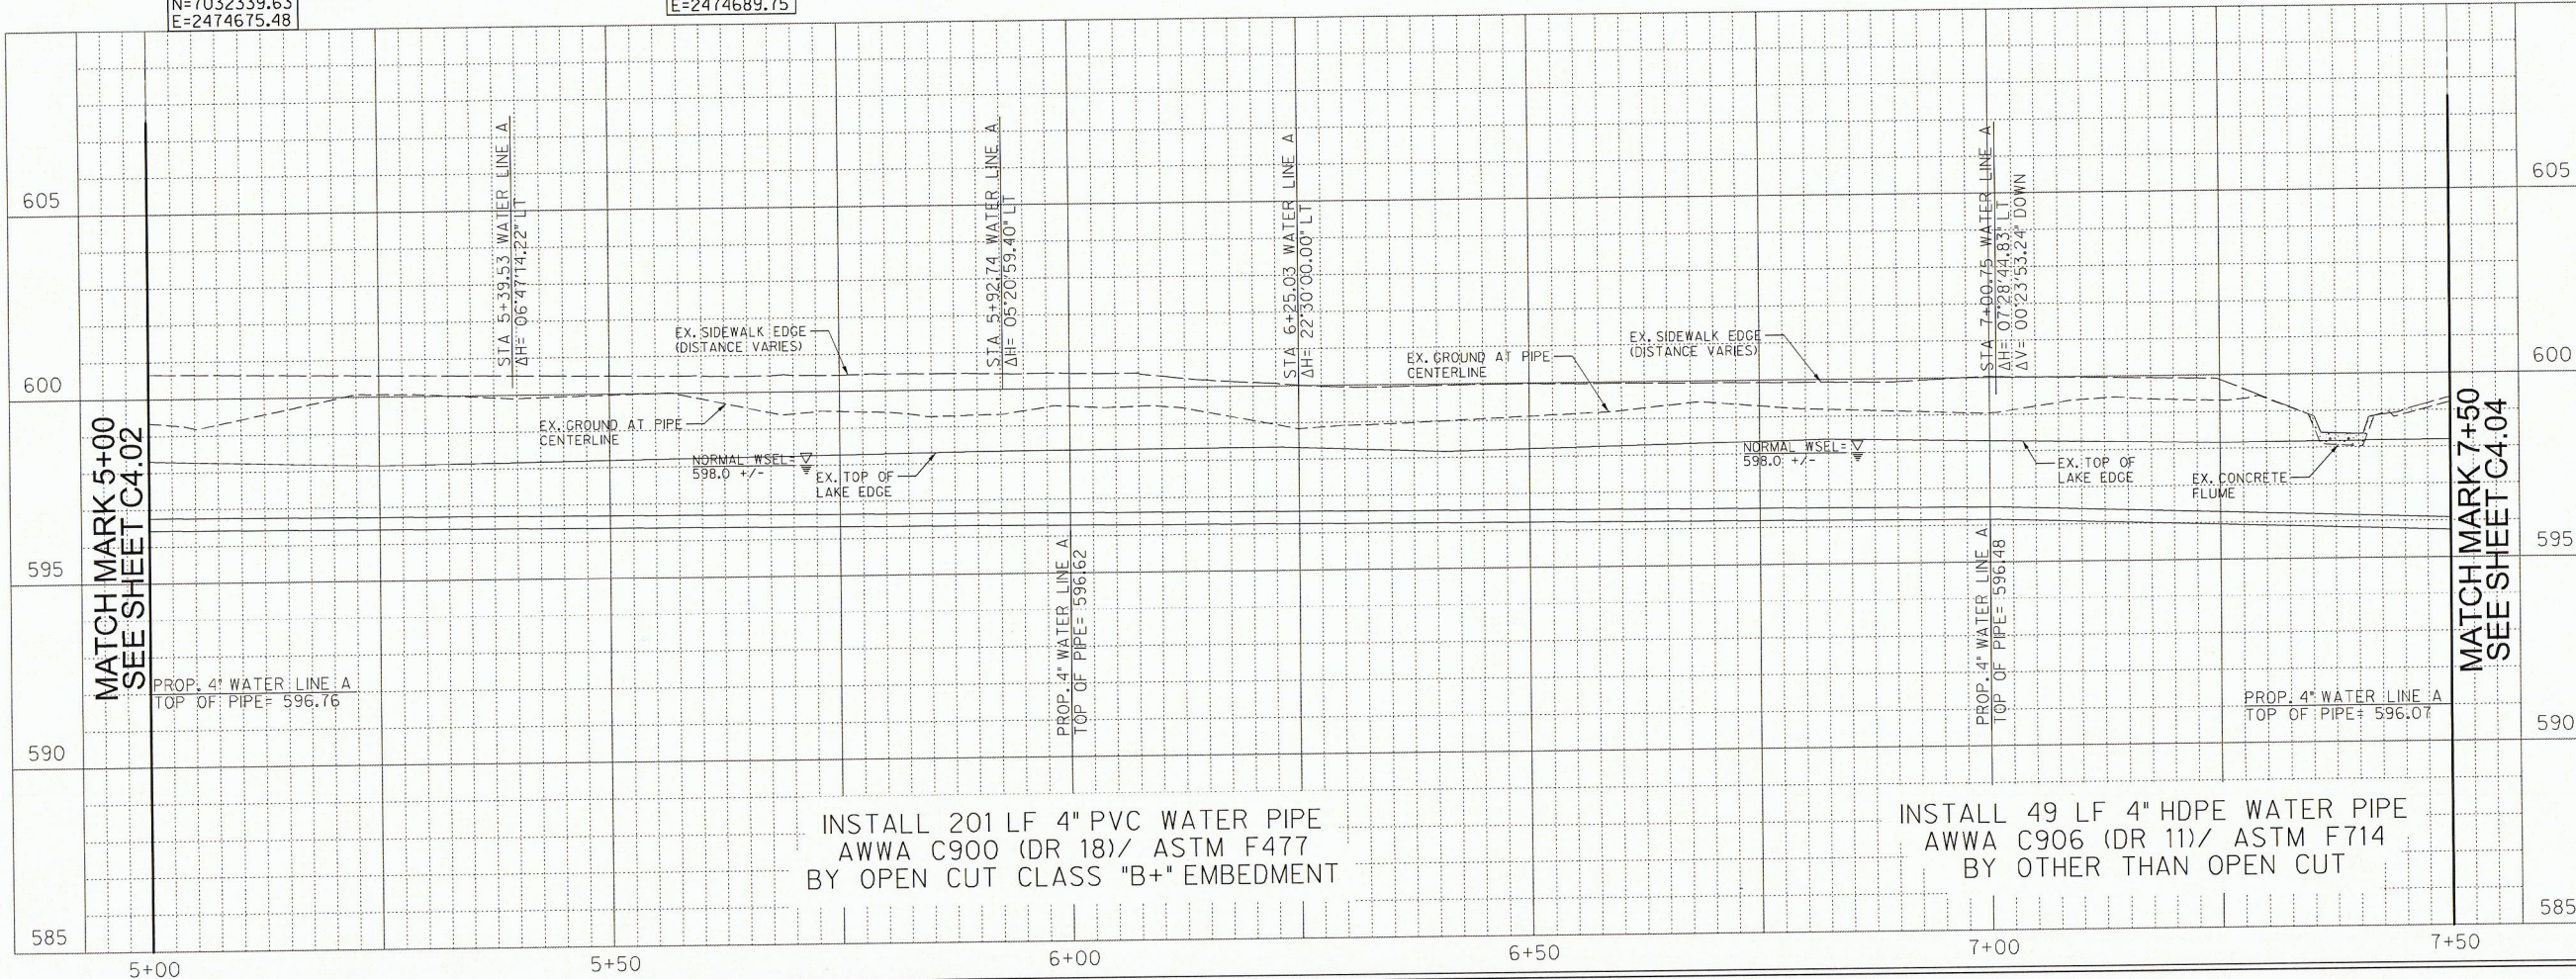 N=7032339.63
E=2474675.48
E=2474689.75
605
600
595
590
585
MATCH MARK 5+00
SEE SHEET C4.02
STA 5+39.53 WATER LINE A
ΔH= 06°47'14.22" LT
STA 5+92.74 WATER LINE A
ΔH= 05°20'59.40" LT
STA 6+25.03 WATER LINE A
ΔH= 22°30'00.00" LT
STA 7+00.75 WATER LINE A
ΔH= 07°28'44.83" LT
ΔV= 00°23'53.24" DOWN
EX. SIDEWALK EDGE
(DISTANCE VARIES)
EX. GROUND AT PIPE
CENTERLINE
EX. SIDEWALK EDGE
(DISTANCE VARIES)
EX. GROUND AT PIPE
CENTERLINE
NORMAL WSEL=
598.0 +/-
EX. TOP OF
LAKE EDGE
NORMAL WSEL=
598.0 +/-
EX. TOP OF
LAKE EDGE
EX. CONCRETE
FLUME
PROP. 4" WATER LINE A
TOP OF PIPE= 596.76
PROP. 4" WATER LINE A
TOP OF PIPE= 596.62
PROP. 4" WATER LINE A
TOP OF PIPE= 596.48
PROP. 4" WATER LINE A
TOP OF PIPE= 596.07
INSTALL 201 LF 4" PVC WATER PIPE
AWWA C900 (DR 18)/ ASTM F477
BY OPEN CUT CLASS "B+" EMBEDMENT
INSTALL 49 LF 4" HDPE WATER PIPE
AWWA C906 (DR 11)/ ASTM F714
BY OTHER THAN OPEN CUT
MATCH MARK 7+50
SEE SHEET C4.04
605
600
595
590
585
5+00
5+50
6+00
6+50
7+00
7+50